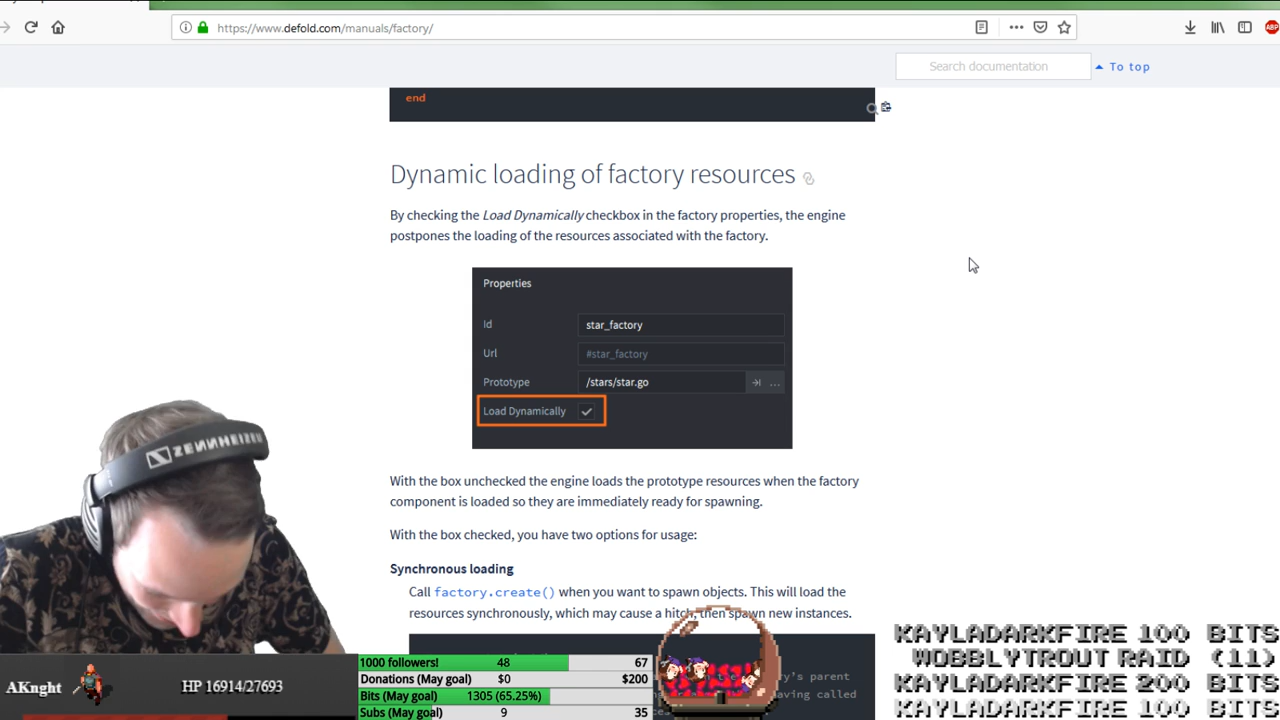 https://www.defold.com/manuals/factory/
ABP
Search documentation
To top
end
Dynamic loading of factory resources
By checking the Load Dynamically checkbox in the factory properties, the engine
postpones the loading of the resources associated with the factory.
Properties
Id
star_factory
Url
#star_factory
Prototype
/stars/star.go
...
Load Dynamically
With the box unchecked the engine loads the prototype resources when the factory
component is loaded so they are immediately ready for spawning.
With the box checked, you have two options for usage:
Synchronous loading
Call factory.create() when you want to spawn objects. This will load the
resources synchronously, which may cause a hitch, then spawn new instances.
y's parent
aving called
ZENNHEIZER
Knght
HP 16914/27693
1000 followers! 48 67
Donations (May goal) $0 $200
Bits (May goal) 1305 (65.25%)
Subs (May goal) 9 35
KAYLADARKFIRE 100 BITS
WOBBLYTROUT RAID (11)
KAYLADARKFIRE 200 BITS
KAYLADARKFIRE 100 BITS